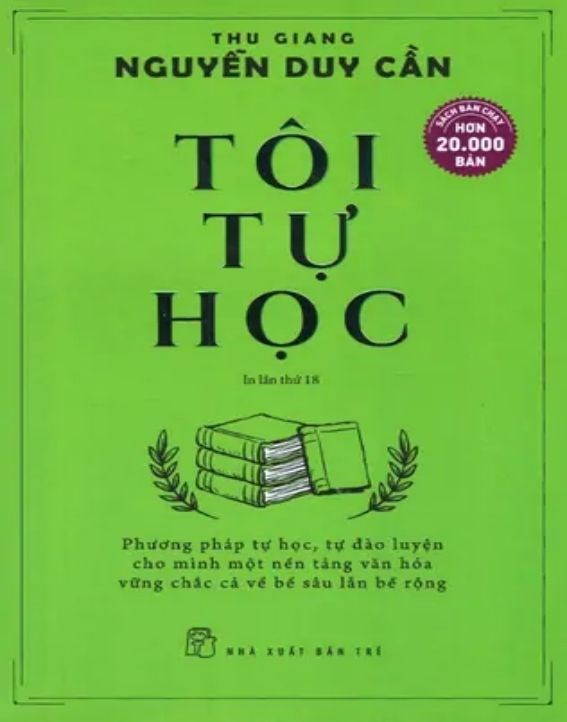 THU GIANG
NGUYỄN DUY CẦN
SÁCH BÁN CHẠY
HƠN
20.000
BẢN
TÔI
TỰ
HỌC
In lần thứ 18
Phương pháp tự học, tự đào luyện
cho mình một nền tảng văn hóa
vững chắc cả về bề sâu lẫn bề rộng
NHÀ XUẤT BẢN TRẺ